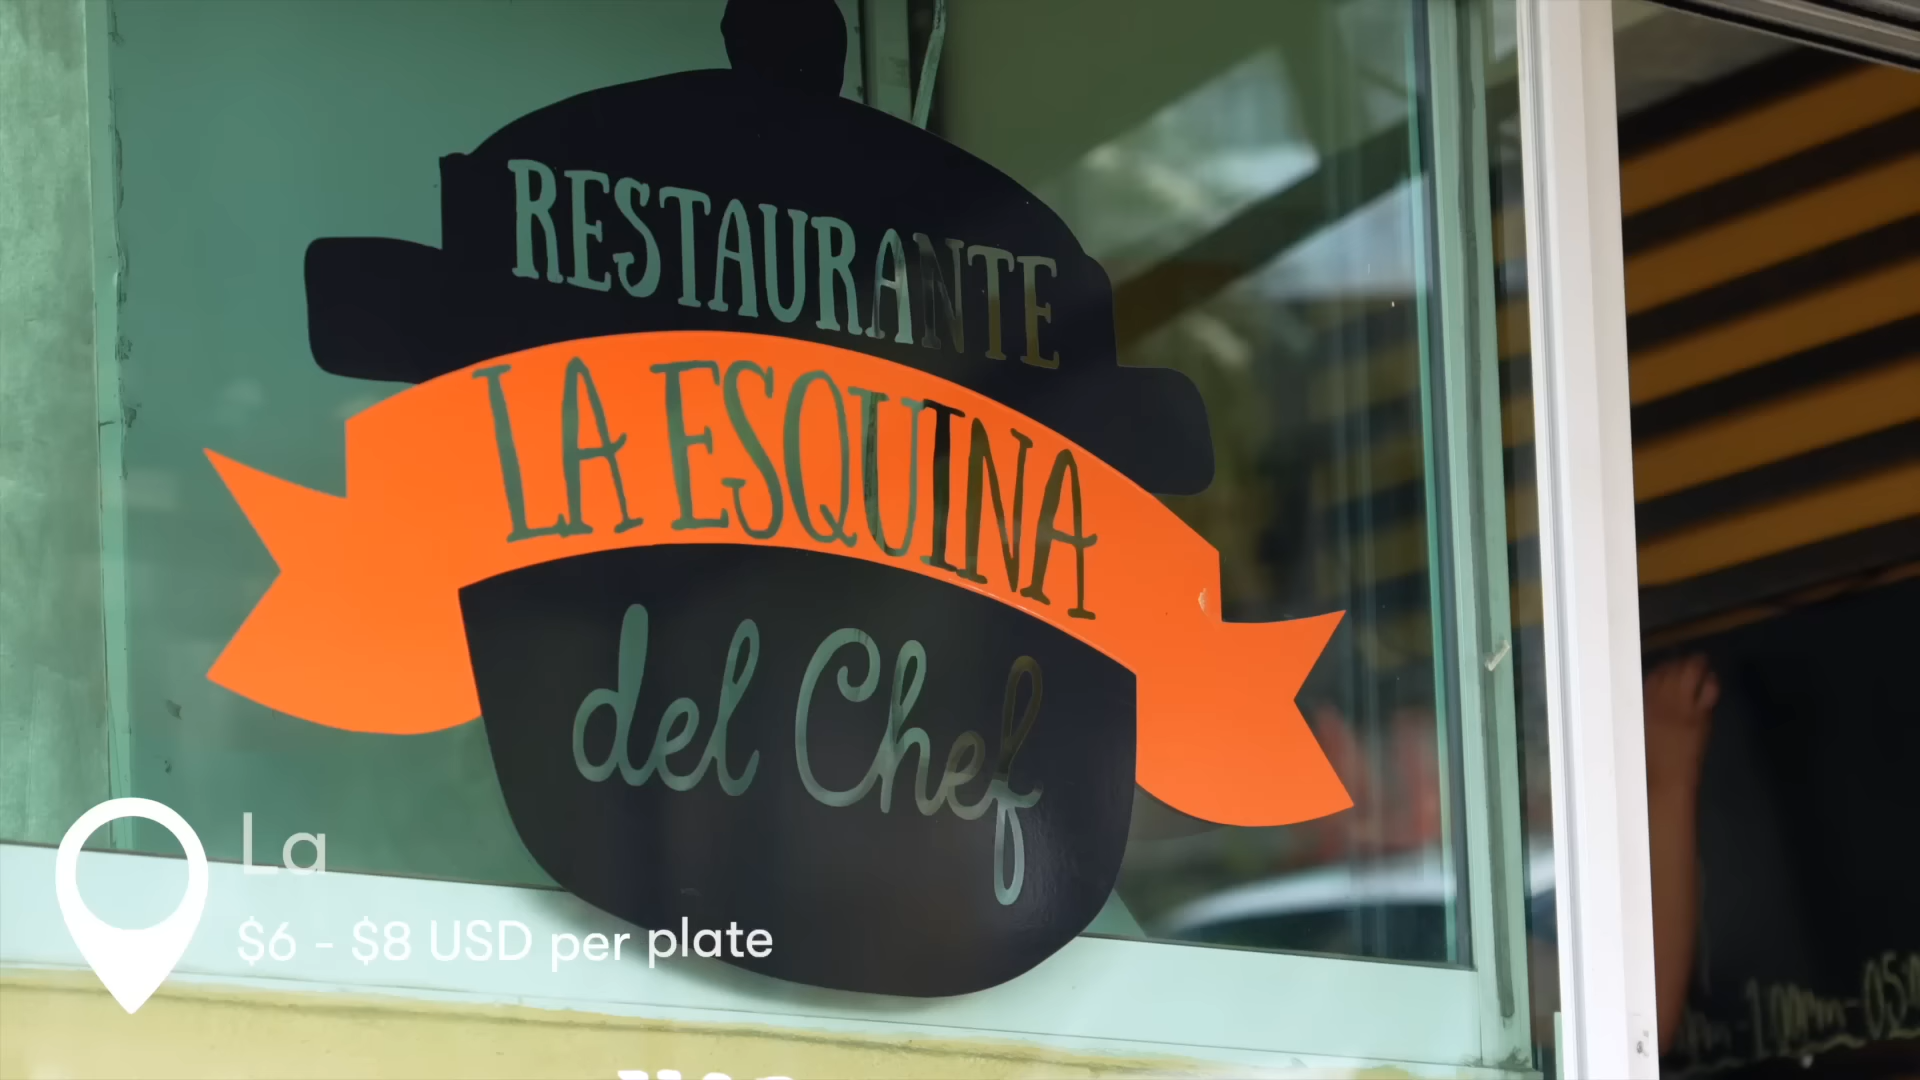 RESTAURANTE
LA ESQUINA
del Chef
La
$6 - $8 USD per plate